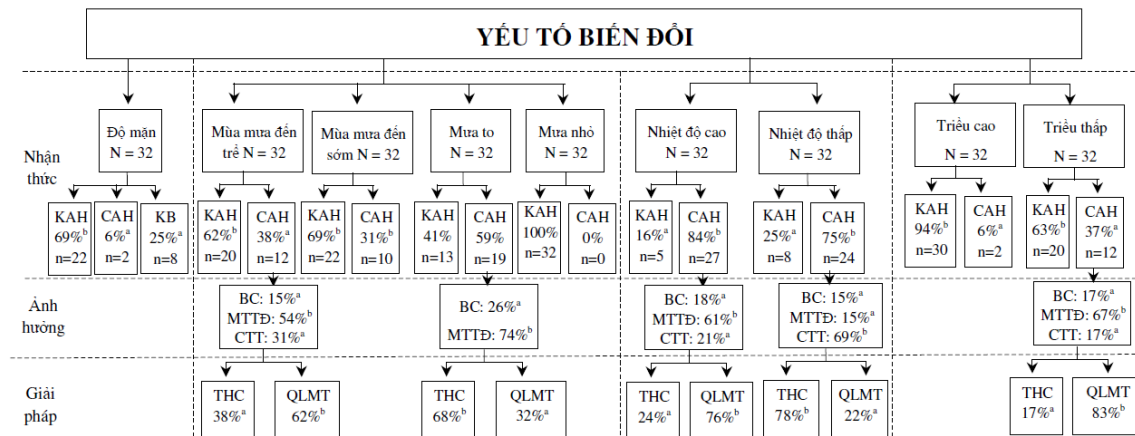 YẾU TỐ BIẾN ĐỔI
Nhận thức
Độ mặn
N = 32
Mùa mưa đến
trể N = 32
Mùa mưa đến
sớm N = 32
Mưa to
N = 32
Mưa nhỏ
N = 32
Nhiệt độ cao
N = 32
Nhiệt độ thấp
N = 32
Triều cao
N = 32
Triều thấp
N = 32
KAH
69%ᵇ
n=22
CAH
6%ᵃ
n=2
KB
25%ᵃ
n=8
KAH
62%ᵇ
n=20
CAH
38%ᵃ
n=12
KAH
69%ᵇ
n=22
CAH
31%ᵇ
n=10
KAH
41%
n=13
CAH
59%
n=19
KAH
100%
n=32
CAH
0%
n=0
KAH
16%ᵃ
n=5
CAH
84%ᵇ
n=27
KAH
25%ᵃ
n=8
CAH
75%ᵇ
n=24
KAH
94%ᵇ
n=30
CAH
6%ᵃ
n=2
KAH
63%ᵇ
n=20
CAH
37%ᵃ
n=12
Ảnh
hưởng
BC: 15%ᵃ
MTTĐ: 54%ᵇ
CTT: 31%ᵃ
BC: 26%ᵃ
MTTĐ: 74%ᵇ
BC: 18%ᵃ
MTTĐ: 61%ᵇ
CTT: 21%ᵃ
BC: 15%ᵃ
MTTĐ: 15%ᵃ
CTT: 69%ᵇ
BC: 17%ᵃ
MTTĐ: 67%ᵇ
CTT: 17%ᵃ
Giải
pháp
THC
38%ᵃ
QLMT
62%ᵇ
THC
68%ᵇ
QLMT
32%ᵃ
THC
24%ᵃ
QLMT
76%ᵇ
THC
78%ᵇ
QLMT
22%ᵃ
THC
17%ᵃ
QLMT
83%ᵇ